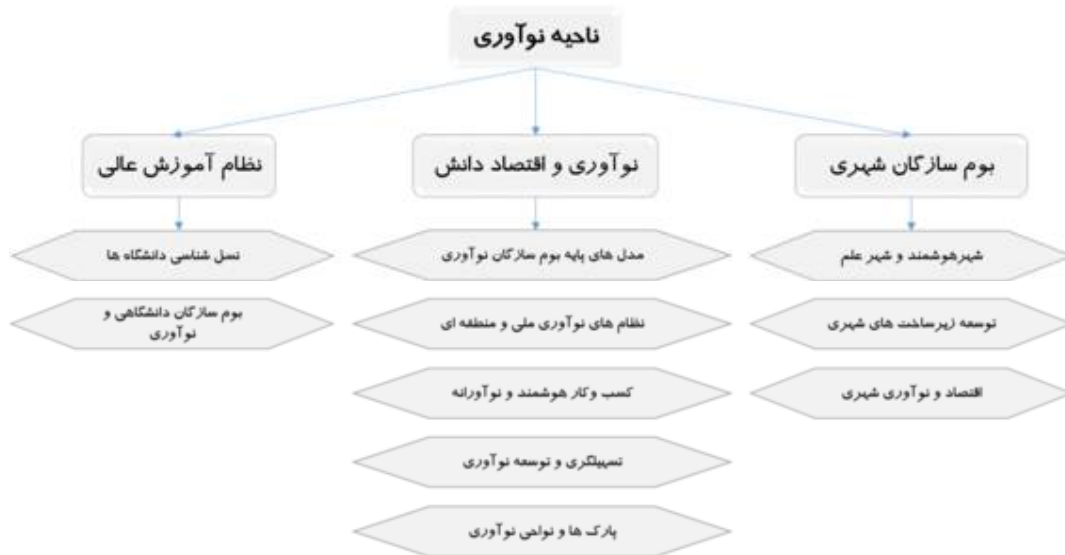 ناحیه نوآوری
بوم سازگان شهری
شهرهوشمند و شهر علم
توسعه زیرساخت های شهری
اقتصاد و نوآوری شهری
نوآوری و اقتصاد دانش
مدل های پایه بوم سازگان نوآوری
نظام های نوآوری ملی و منطقه ای
کسب وکار هوشمند و نوآورانه
تسهیلگری و توسعه نوآوری
پارک ها و نواحی نوآوری
نظام آموزش عالی
نسل شناسی دانشگاه ها
بوم سازگان دانشگاهی و
نوآوری